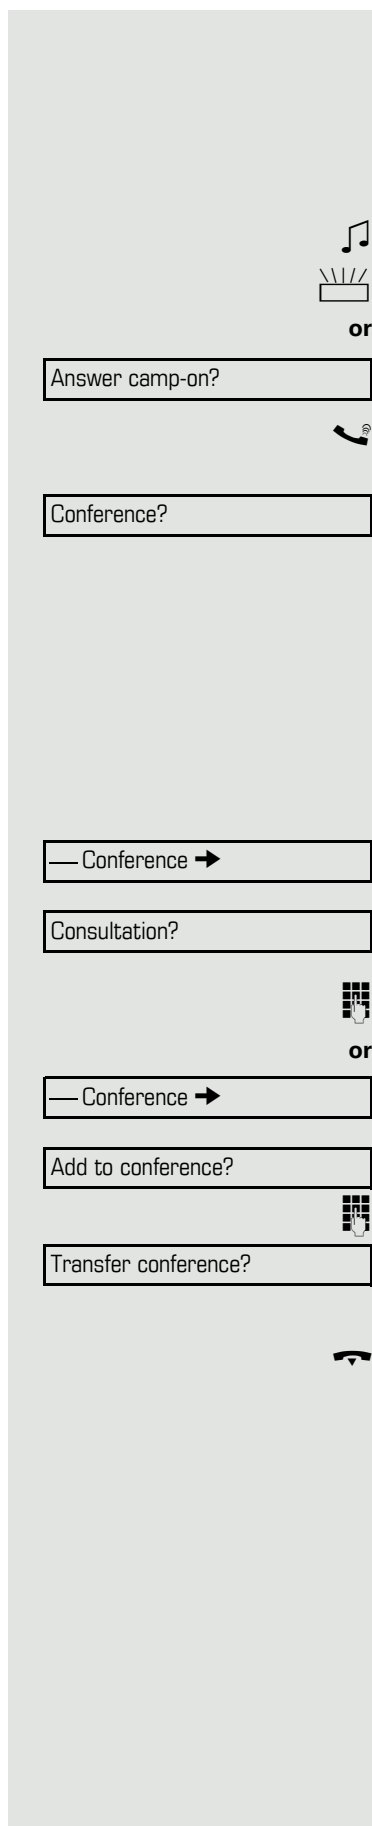 or
Answer camp-on?
Conference?
— Conference →
Consultation?
or
— Conference →
Add to conference?
Transfer conference?